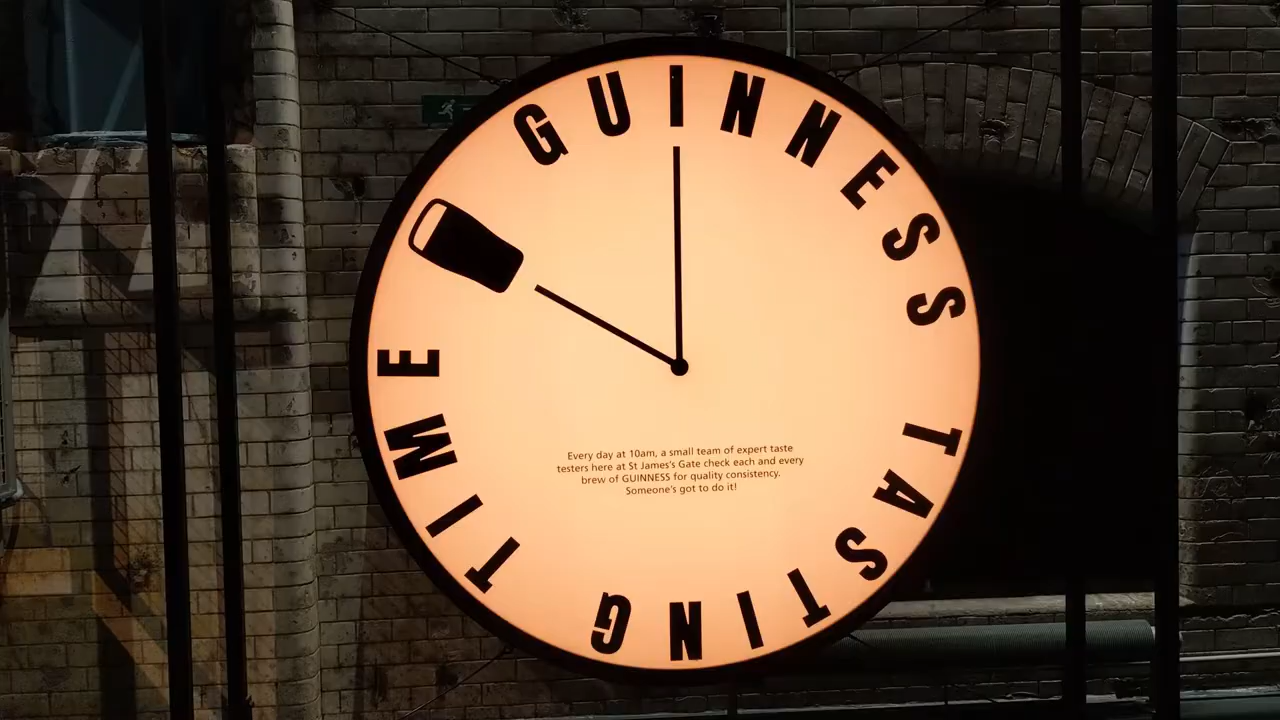 GUINNESS TASTING TIME
Every day at 10am, a small team of expert taste
testers here at St James's Gate check each and every
brew of GUINNESS for quality consistency.
Someone's got to do it!